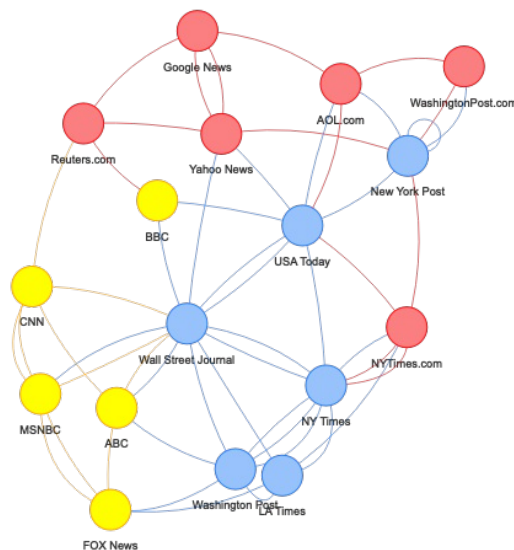 Google News
WashingtonPost.com
AOL.com
Reuters.com
Yahoo News
New York Post
BBC
USA Today
CNN
Wall Street Journal
NYTimes.com
MSNBC
ABC
NY Times
Washington Post
LA Times
FOX News